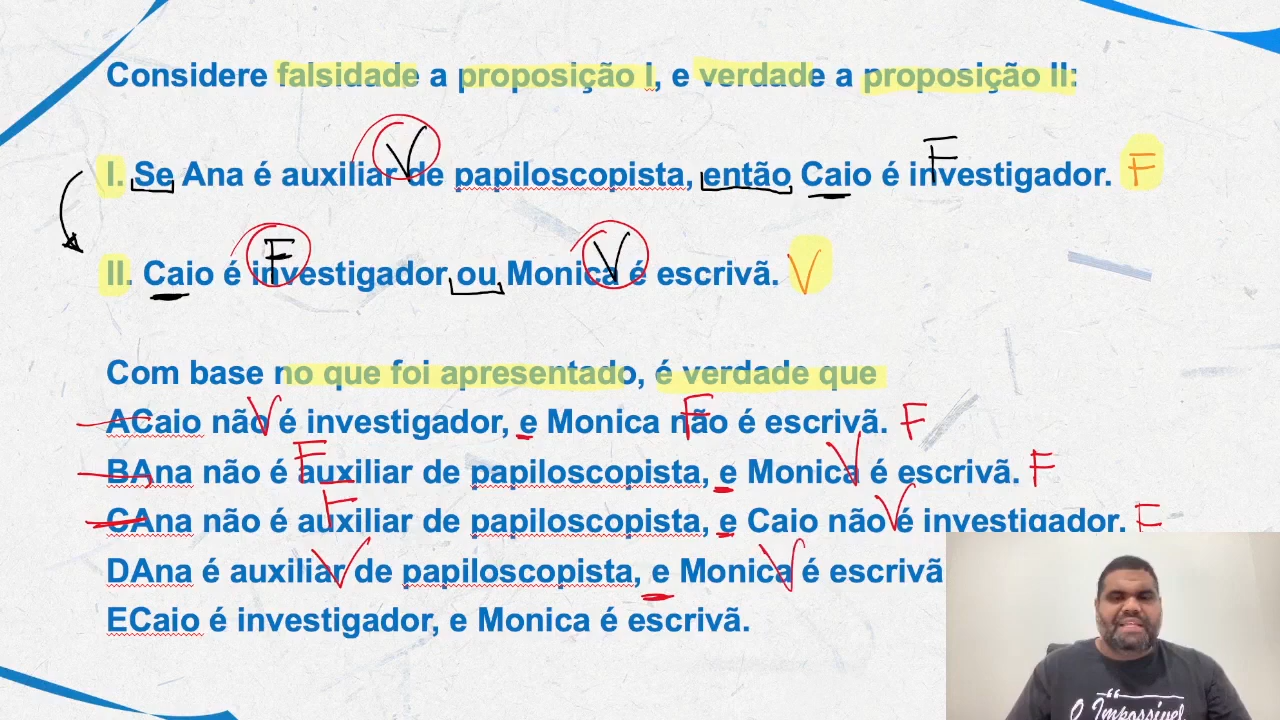 Considere falsidade a proposição I, e verdade a proposição II:
V F
I. Se Ana é auxiliar de papiloscopista, então Caio é investigador. F
F V
II. Caio é investigador ou Monica é escrivã. V
Com base no que foi apresentado, é verdade que
V F
ACaio não é investigador, e Monica não é escrivã. F
F V
BAna não é auxiliar de papiloscopista, e Monica é escrivã. F
F V
CAna não é auxiliar de papiloscopista, e Caio não é investigador. F
V V
DAna é auxiliar de papiloscopista, e Monica é escrivã
ECaio é investigador, e Monica é escrivã.
“
O Impossível